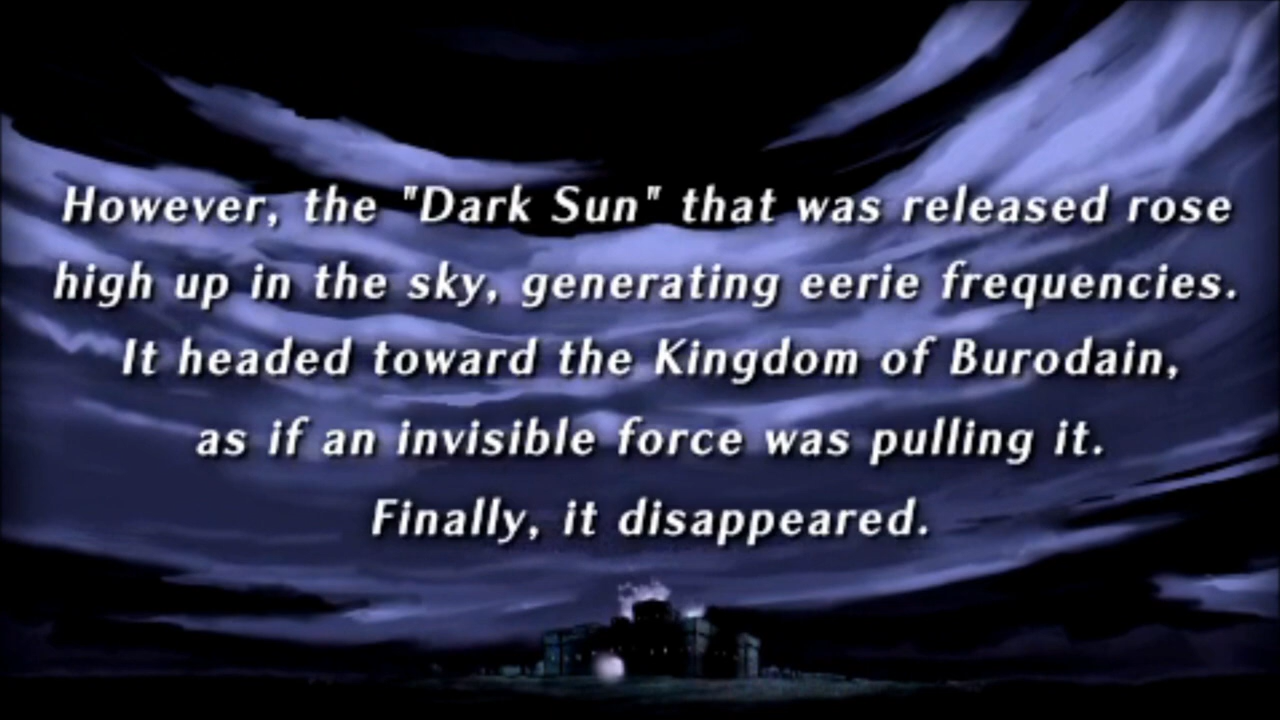 However, the "Dark Sun" that was released rose
high up in the sky, generating eerie frequencies.
It headed toward the Kingdom of Burodain,
as if an invisible force was pulling it.
Finally, it disappeared.